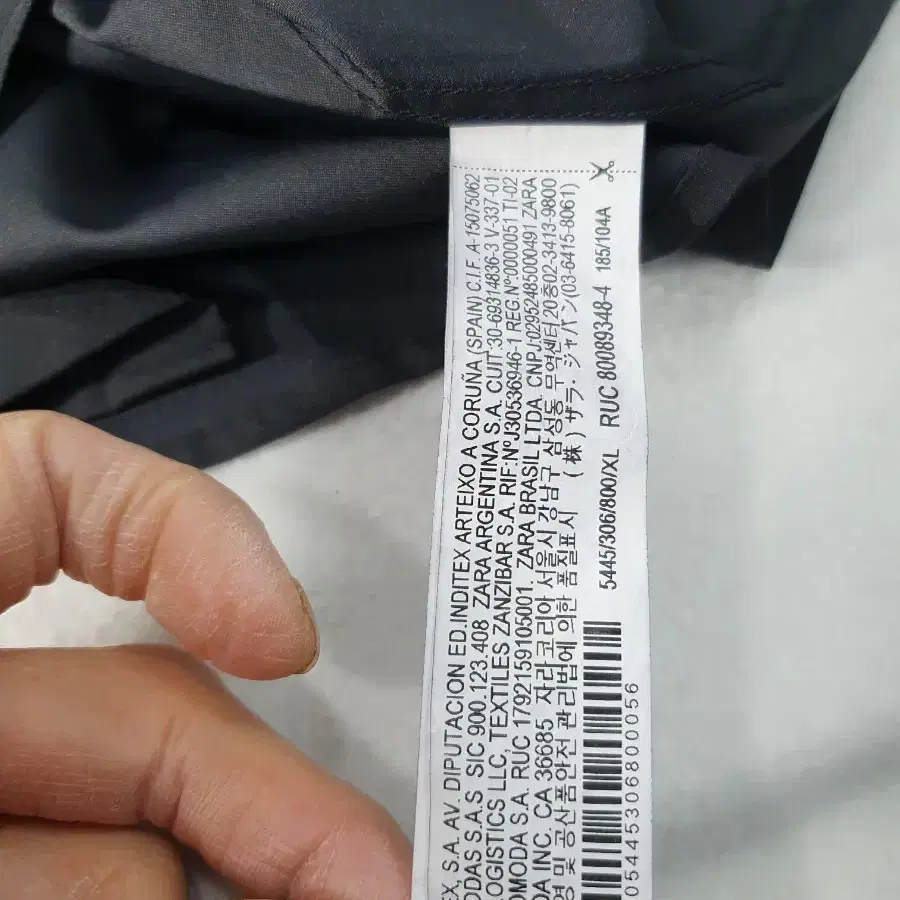 EX, S.A. AV. DIPUTACION ED.INDITEX ARTEIXO A CORUÑA (SPAIN) C.I.F. A-15075062
ODAS S.A.S SIC 900.123.408 ZARA ARGENTINA S.A. CUIT:30-69314836-3 V-337-01
LOGISTICS LLC, TEXTILES ZANZIBAR S.A. RIF:NºJ30536946-1 REG.Nº:0000051 TI-02
OMODA S.A. RUC 1792159105001. ZARA BRASIL LTDA. CNPJ:02952485000491 ZARA
DA INC. CA 36685 자라코리아 서울시 강남구 삼성동 무역센터 20층02-3413-9800
령 및 공산품안전 관리법에 의한 품질표시 (株) ザラ・ジャパン(03-6415-8061)
5445/306/800/XL RUC 80089348-4 185/104A
05445306800056